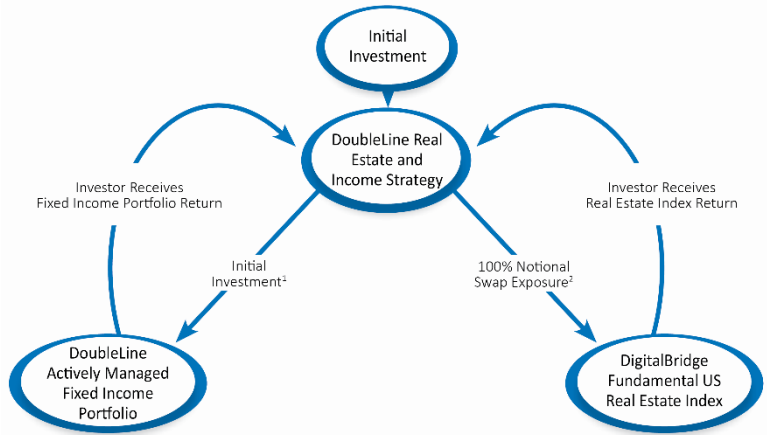 Initial
Investment
DoubleLine Real
Estate and
Income Strategy
Investor Receives
Fixed Income Portfolio Return
Investor Receives
Real Estate Index Return
Initial
Investment¹
100% Notional
Swap Exposure²
DoubleLine
Actively Managed
Fixed Income
Portfolio
DigitalBridge
Fundamental US
Real Estate Index